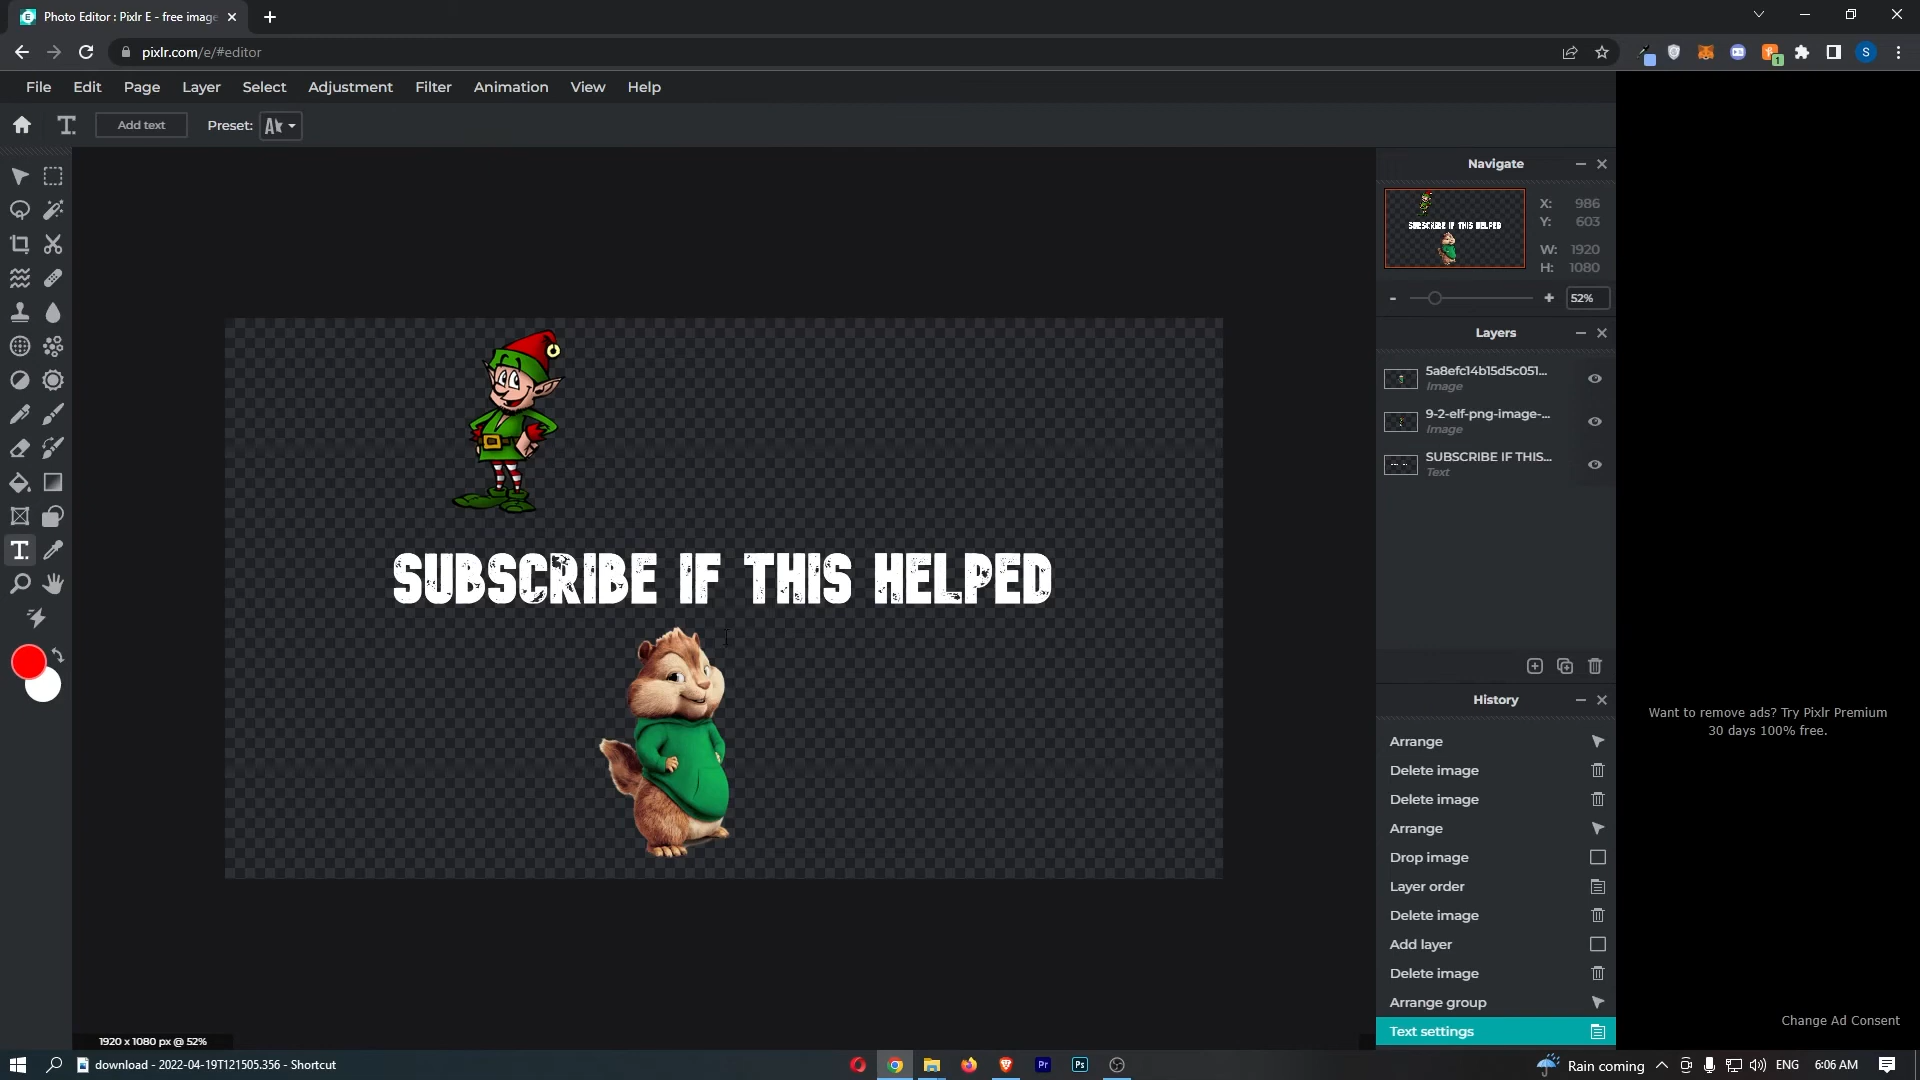 Photo Editor : Pixlr E - free image
pixlr.com/e/#editor
S
1
File Edit Page Layer Select Adjustment Filter Animation View Help
Add text
Preset:
Navigate
X: 986
Y: 603
W: 1920
H: 1080
52%
Layers
5a8efc14b15d5c051...
Image
9-2-elf-png-image-...
Image
SUBSCRIBE IF THIS...
Text
SUBSCRIBE IF THIS HELPED
History
Arrange
Delete image
Delete image
Arrange
Drop image
Layer order
Delete image
Add layer
Delete image
Arrange group
Text settings
Want to remove ads? Try Pixlr Premium
30 days 100% free.
Change Ad Consent
1920 x 1080 px @ 52%
download - 2022-04-19T121505.356 - Shortcut
Pr
Ps
Rain coming
ENG
6:06 AM